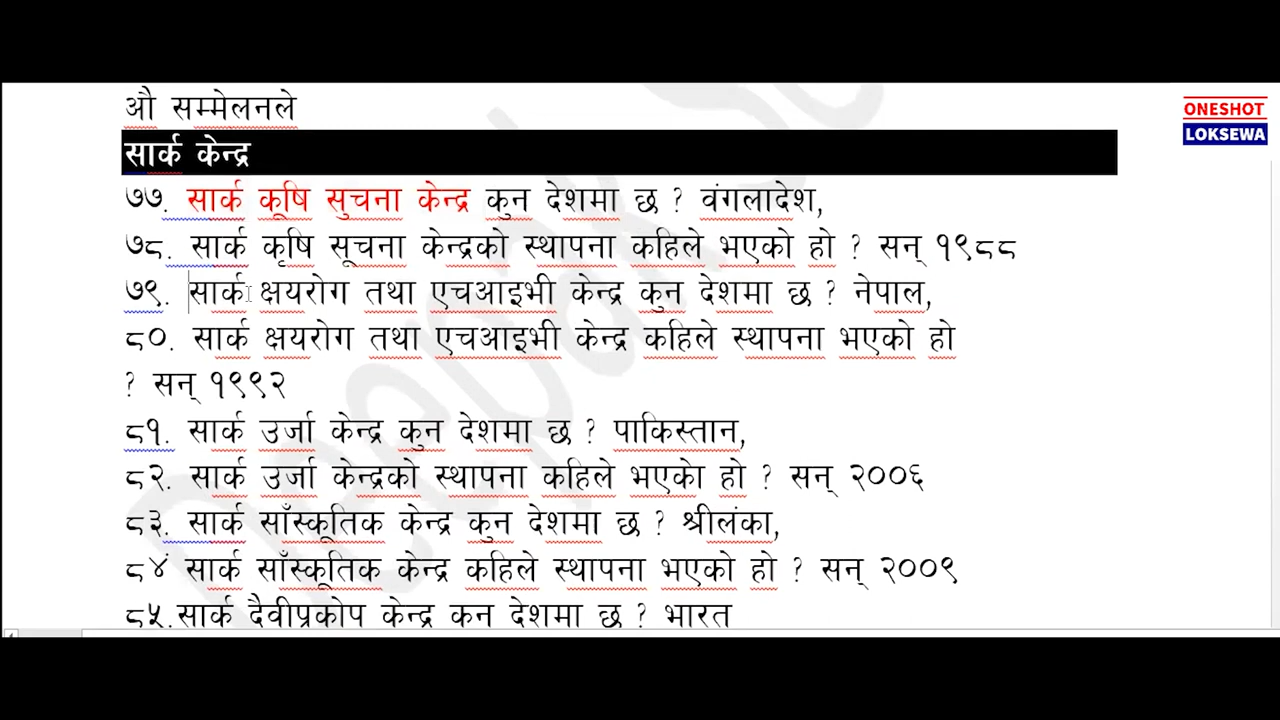 औ सम्मेलनले
ONESHOT
LOKSEWA
सार्क केन्द्र
७७. सार्क कृषि सुचना केन्द्र कुन देशमा छ ? वंगलादेश,
७८. सार्क कृषि सूचना केन्द्रको स्थापना कहिले भएको हो ? सन् १९८८
७९. सार्क क्षयरोग तथा एचआइभी केन्द्र कुन देशमा छ ? नेपाल,
८०. सार्क क्षयरोग तथा एचआइभी केन्द्र कहिले स्थापना भएको हो
? सन् १९९२
८१. सार्क उर्जा केन्द्र कुन देशमा छ ? पाकिस्तान,
८२. सार्क उर्जा केन्द्रको स्थापना कहिले भएको हो ? सन् २००६
८३. सार्क साँस्कृतिक केन्द्र कुन देशमा छ ? श्रीलंका,
८४ सार्क साँस्कृतिक केन्द्र कहिले स्थापना भएको हो ? सन् २००९
८५.सार्क दैवीप्रकोप केन्द्र कुन देशमा छ ? भारत